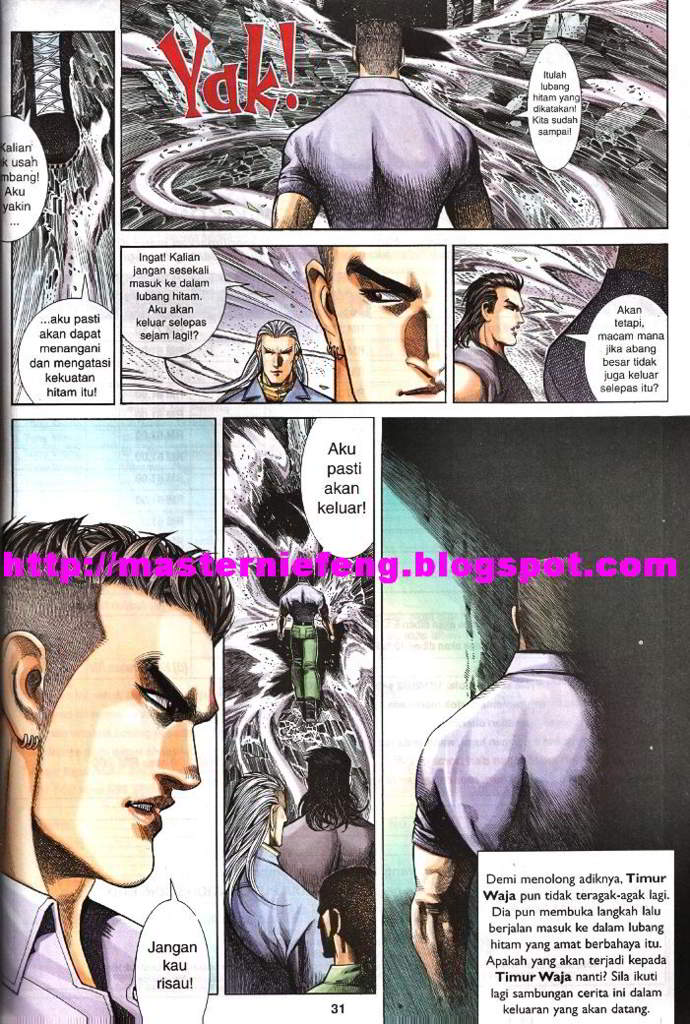 Yak!
Itulah
lubang
hitam yang
dikatakan!
Kita sudah
sampai!
Kalian
usah
Aku
yakin
...
...aku pasti
akan dapat
menangani
dan mengatasi
kekuatan
hitam itu!
Ingat! Kalian
jangan sesekali
masuk ke dalam
lubang hitam.
Aku akan
keluar selepas
sejam lagi!?
Akan
tetapi,
macam mana
jika abang
besar tidak
juga keluar
selepas itu?
Jangan
kau
risau!
Aku
pasti
akan
keluar!
http://masterniefeng.blogspot.com
Demi menolong adiknya, Timur
Waja pun tidak teragak-agak lagi.
Dia pun membuka langkah lalu
berjalan masuk ke dalam lubang
hitam yang amat berbahaya itu.
Apakah yang akan terjadi kepada
Timur Waja nanti? Sila ikuti
lagi sambungan cerita ini dalam
keluaran yang akan datang.
31